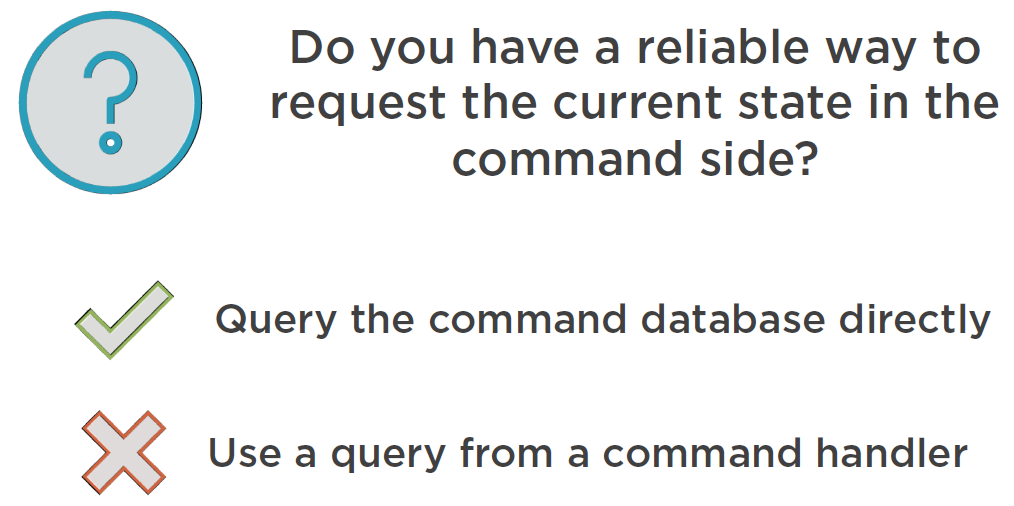 Do you have a reliable way to
request the current state in the
command side?
Query the command database directly
Use a query from a command handler